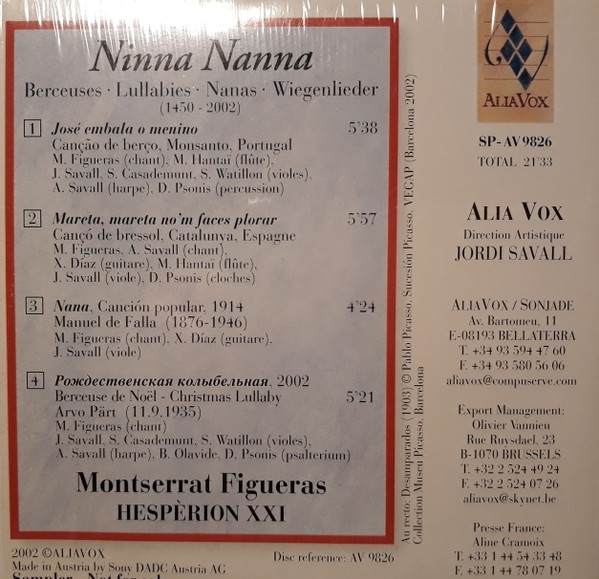 Ninna Nanna
Berceuses · Lullabies · Nanas · Wiegenlieder
(1450 - 2002)
1 José embala o menino 5'38
Canção de berço, Monsanto, Portugal
M. Figueras (chant), M. Hantaï (flûte),
J. Savall, S. Casademunt, S. Watillon (violes),
A. Savall (harpe), D. Psonis (percussion)
2 Mareta, mareta no'm faces plorar 5'57
Cançó de bressol, Catalunya, Espagne
M. Figueras, A. Savall (chant),
X. Díaz (guitare), M. Hantaï (flûte),
J. Savall (viole), D. Psonis (cloches)
3 Nana, Canción popular, 1914 4'24
Manuel de Falla (1876-1946)
M. Figueras (chant), X. Díaz (guitare),
J. Savall (viole)
4 Рождественская колыбельная, 2002
Berceuse de Noël - Christmas Lullaby 5'21
Arvo Pärt (11.9.1935)
M. Figueras (chant)
J. Savall, S. Casademunt, S. Watillon (violes),
A. Savall (harpe), B. Olavide, D. Psonis (psalterium)
Montserrat Figueras
HESPÈRION XXI
2002 ©ALIAVOX
Made in Austria by Sony DADC Austria AG
Disc reference: AV 9826
Sampler - Not for sale
Au recto: Desamparados (1903) © Pablo Picasso, Sucesión Picasso, VEGAP (Barcelona 2002)
Collection Museu Picasso, Barcelona
ALIAVOX
SP-AV9826
TOTAL 21'33
ALIA VOX
Direction Artistique
JORDI SAVALL
ALIAVOX / SONJADE
Av. Bartomeu, 11
E-08193 BELLATERRA
T. +34 93 594 47 60
F. +34 93 580 56 06
aliavox@compuserve.com
Export Management:
Olivier Vannieu
Rue Ruysdael, 23
B-1070 BRUSSELS
T. +32 2 524 49 24
F. +32 2 524 07 26
aliavox@skynet.be
Presse France:
Aline Cramoix
T. +33 1 44 54 33 48
F. +33 1 44 78 07 19